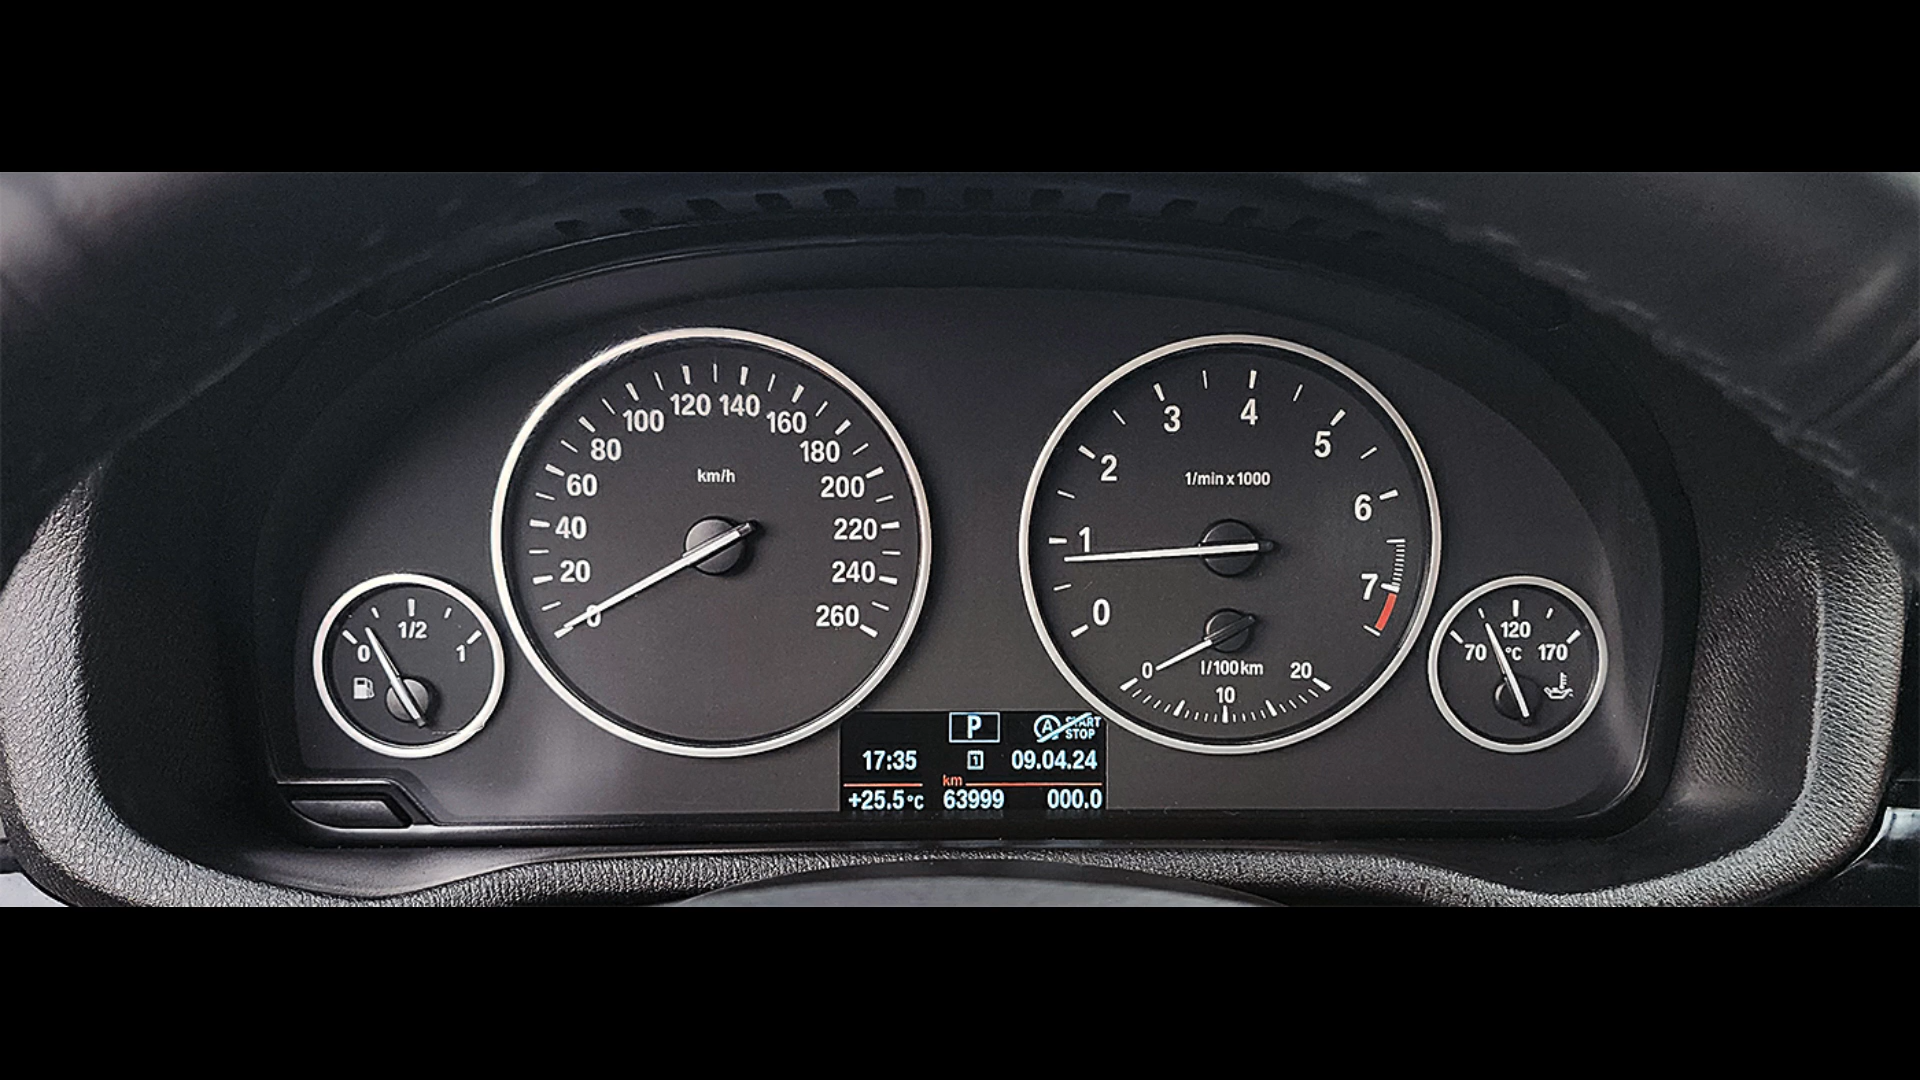 120 140
100 160
80 180
60 200
40 220
20 240
0 260
km/h
0 1/2 1
4
3 5
2
1/min x 1000
6
1
7
0
0 l/100km 20
10
120
70 °C 170
P A START
STOP
17:35 1 09.04.24
km
+25.5°C 63999 000.0